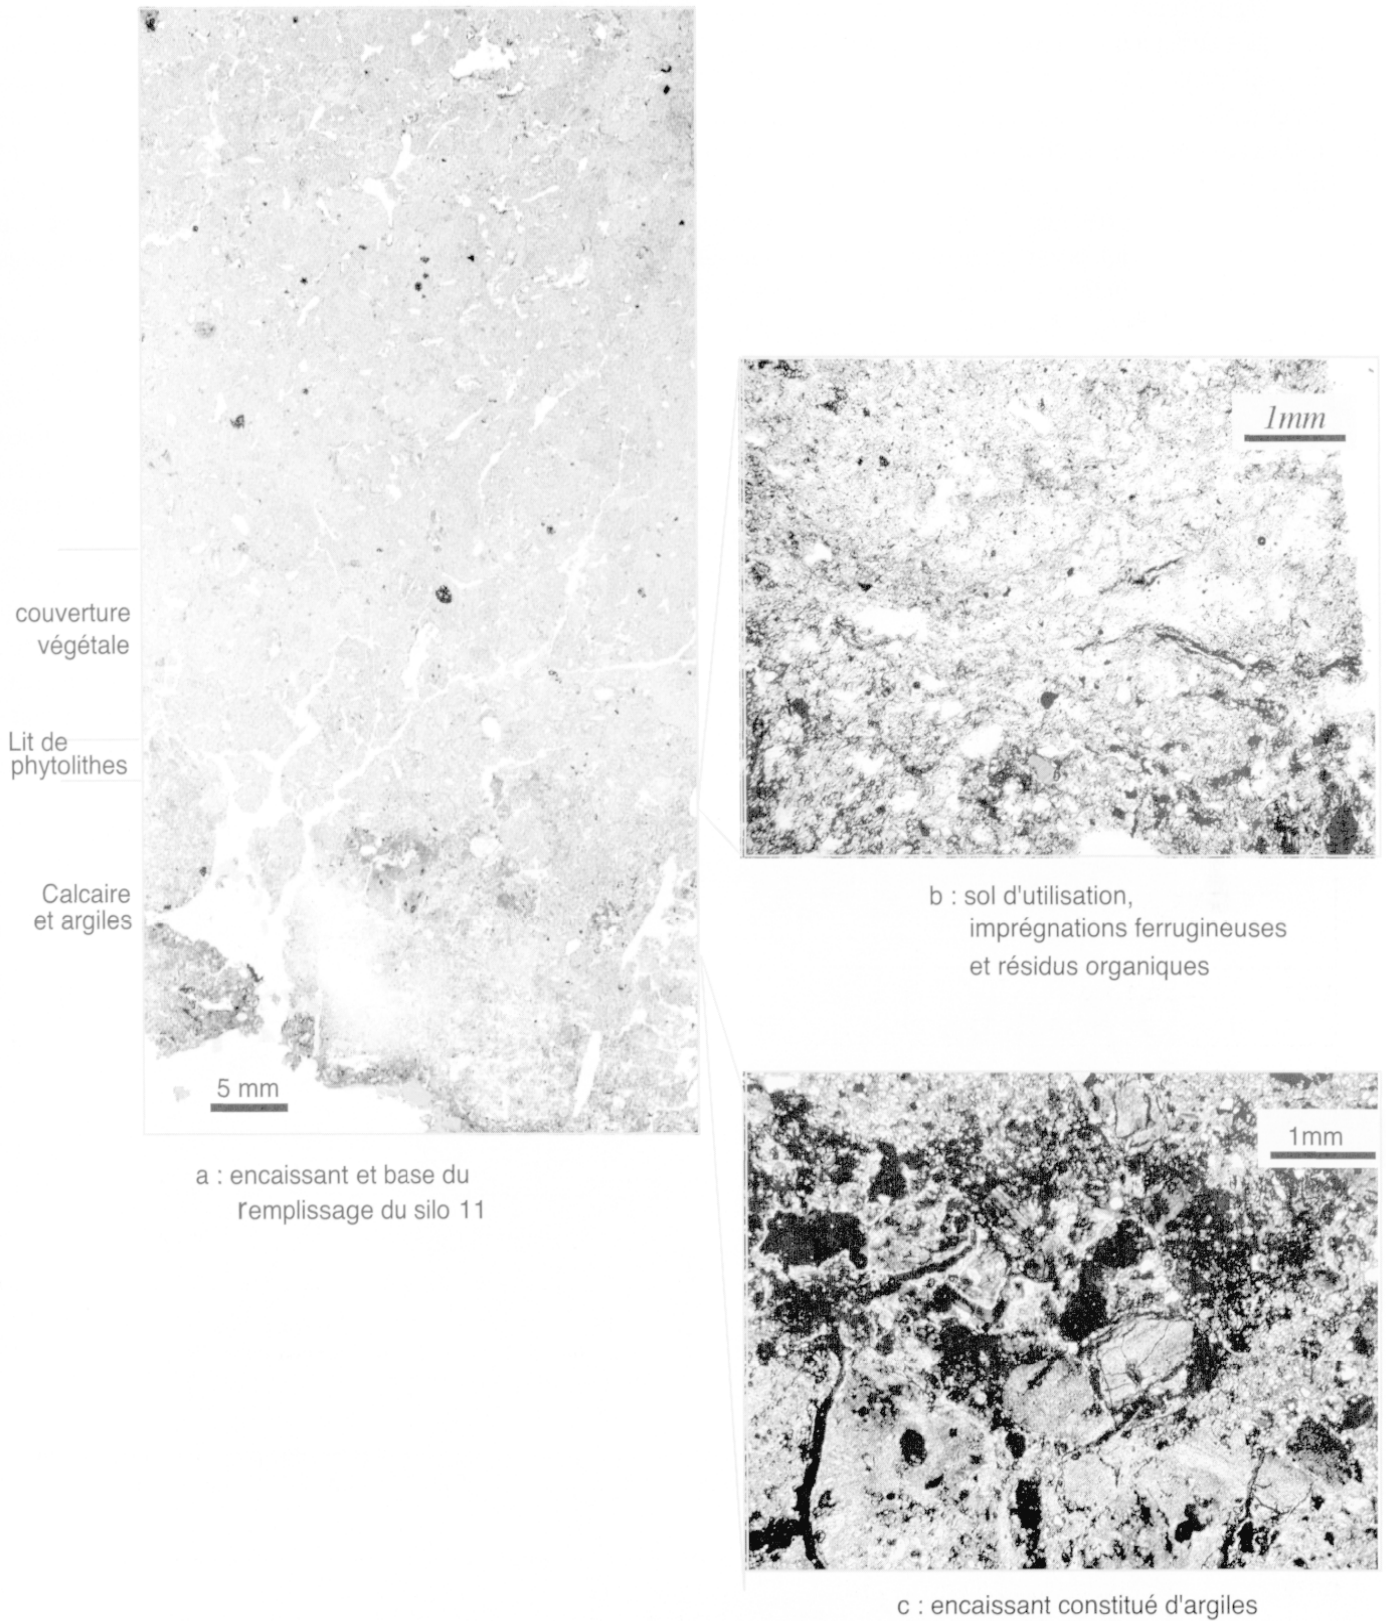 1mm
couverture
végétale
Lit de
phytolithes
Calcaire
et argiles
b : sol d'utilisation,
imprégnations ferrugineuses
et résidus organiques
5 mm
1mm
a : encaissant et base du
remplissage du silo 11
c : encaissant constitué d'argiles